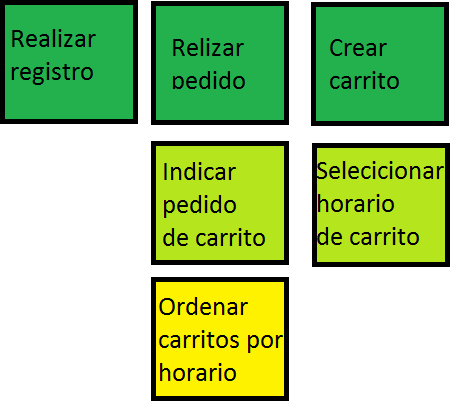 Realizar
registro
Relizar
pedido
Crear
carrito
Indicar
pedido
de carrito
Selecicionar
horario
de carrito
Ordenar
carritos por
horario